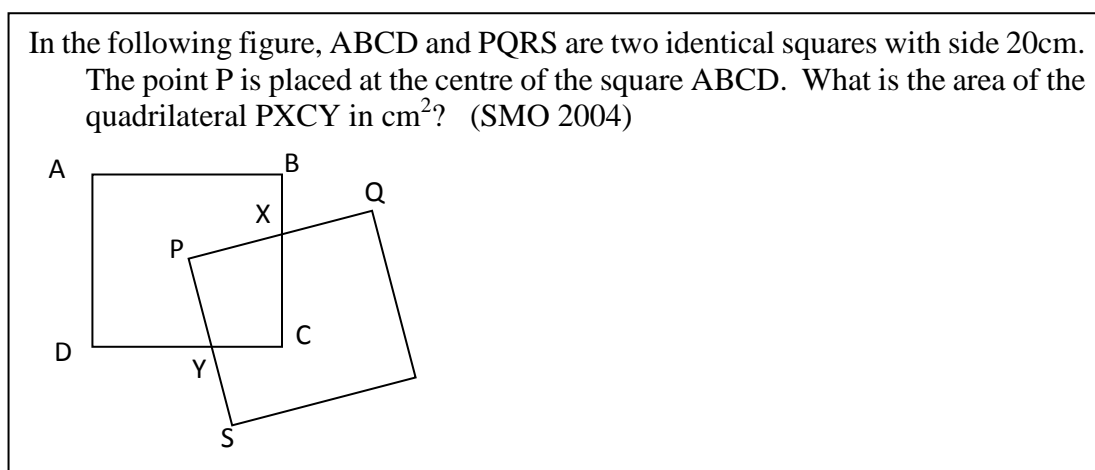 In the following figure, ABCD and PQRS are two identical squares with side 20cm.
The point P is placed at the centre of the square ABCD. What is the area of the
quadrilateral PXCY in cm²? (SMO 2004)
A
B
Q
X
P
C
D
Y
S